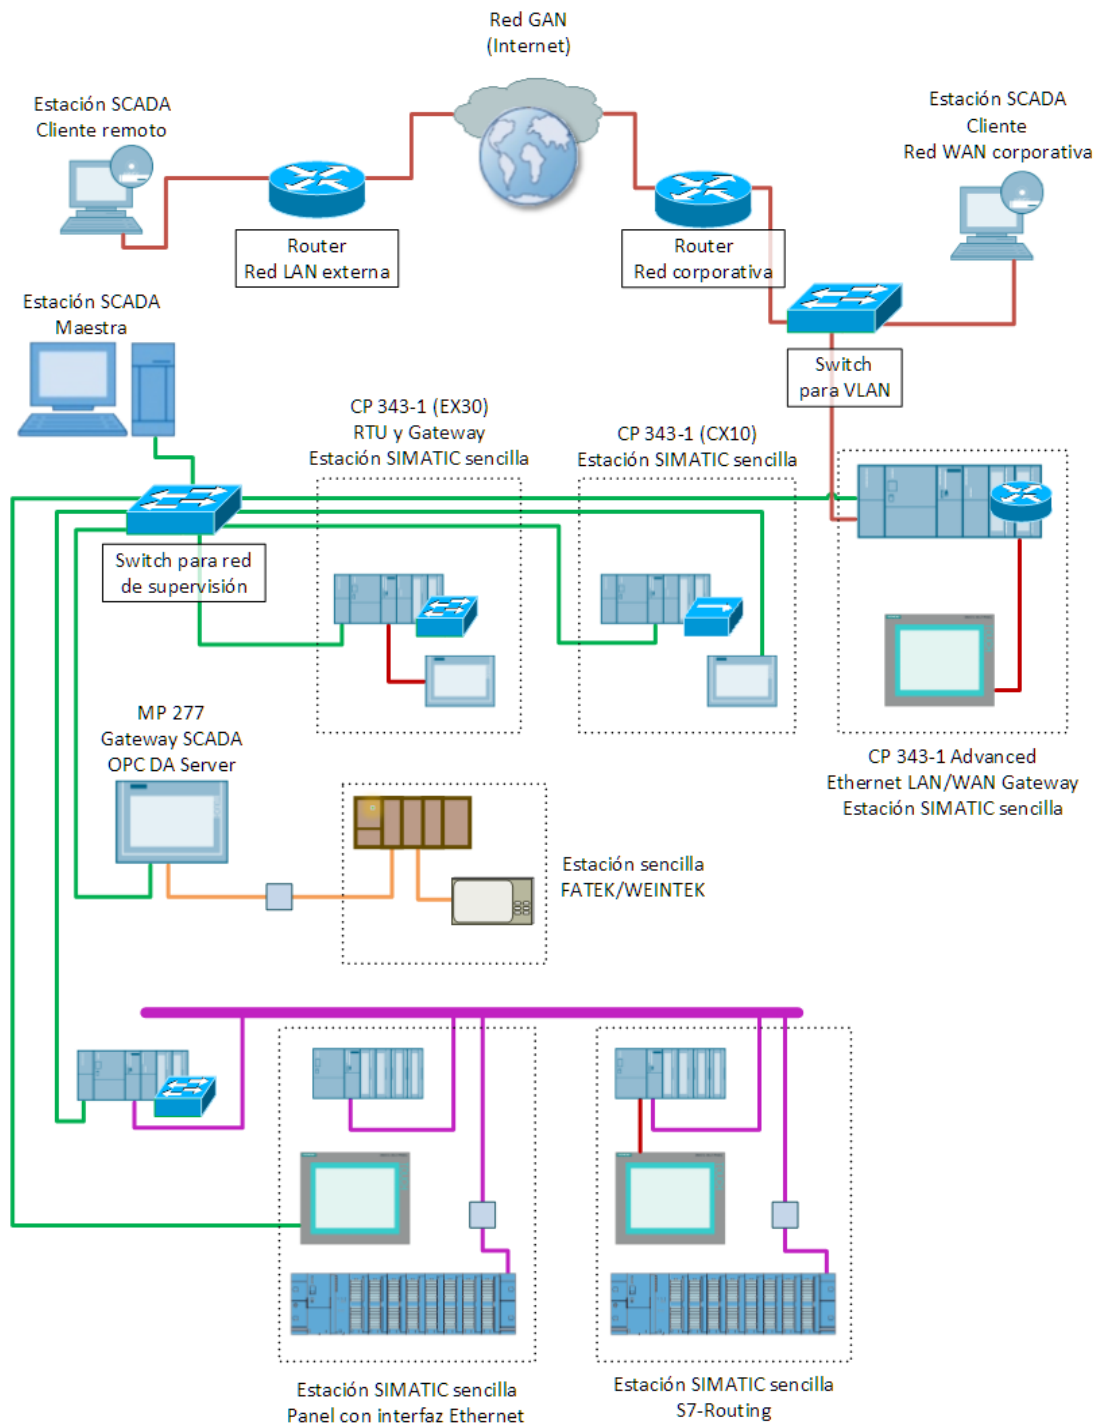 Red GAN
(Internet)
Estación SCADA
Cliente remoto
Estación SCADA
Cliente
Red WAN corporativa
Router
Red LAN externa
Router
Red corporativa
Estación SCADA
Maestra
Switch
para VLAN
CP 343-1 (EX30)
RTU y Gateway
Estación SIMATIC sencilla
CP 343-1 (CX10)
Estación SIMATIC sencilla
Switch para red
de supervisión
MP 277
Gateway SCADA
OPC DA Server
CP 343-1 Advanced
Ethernet LAN/WAN Gateway
Estación SIMATIC sencilla
Estación sencilla
FATEK/WEINTEK
Estación SIMATIC sencilla
Panel con interfaz Ethernet
Estación SIMATIC sencilla
S7-Routing